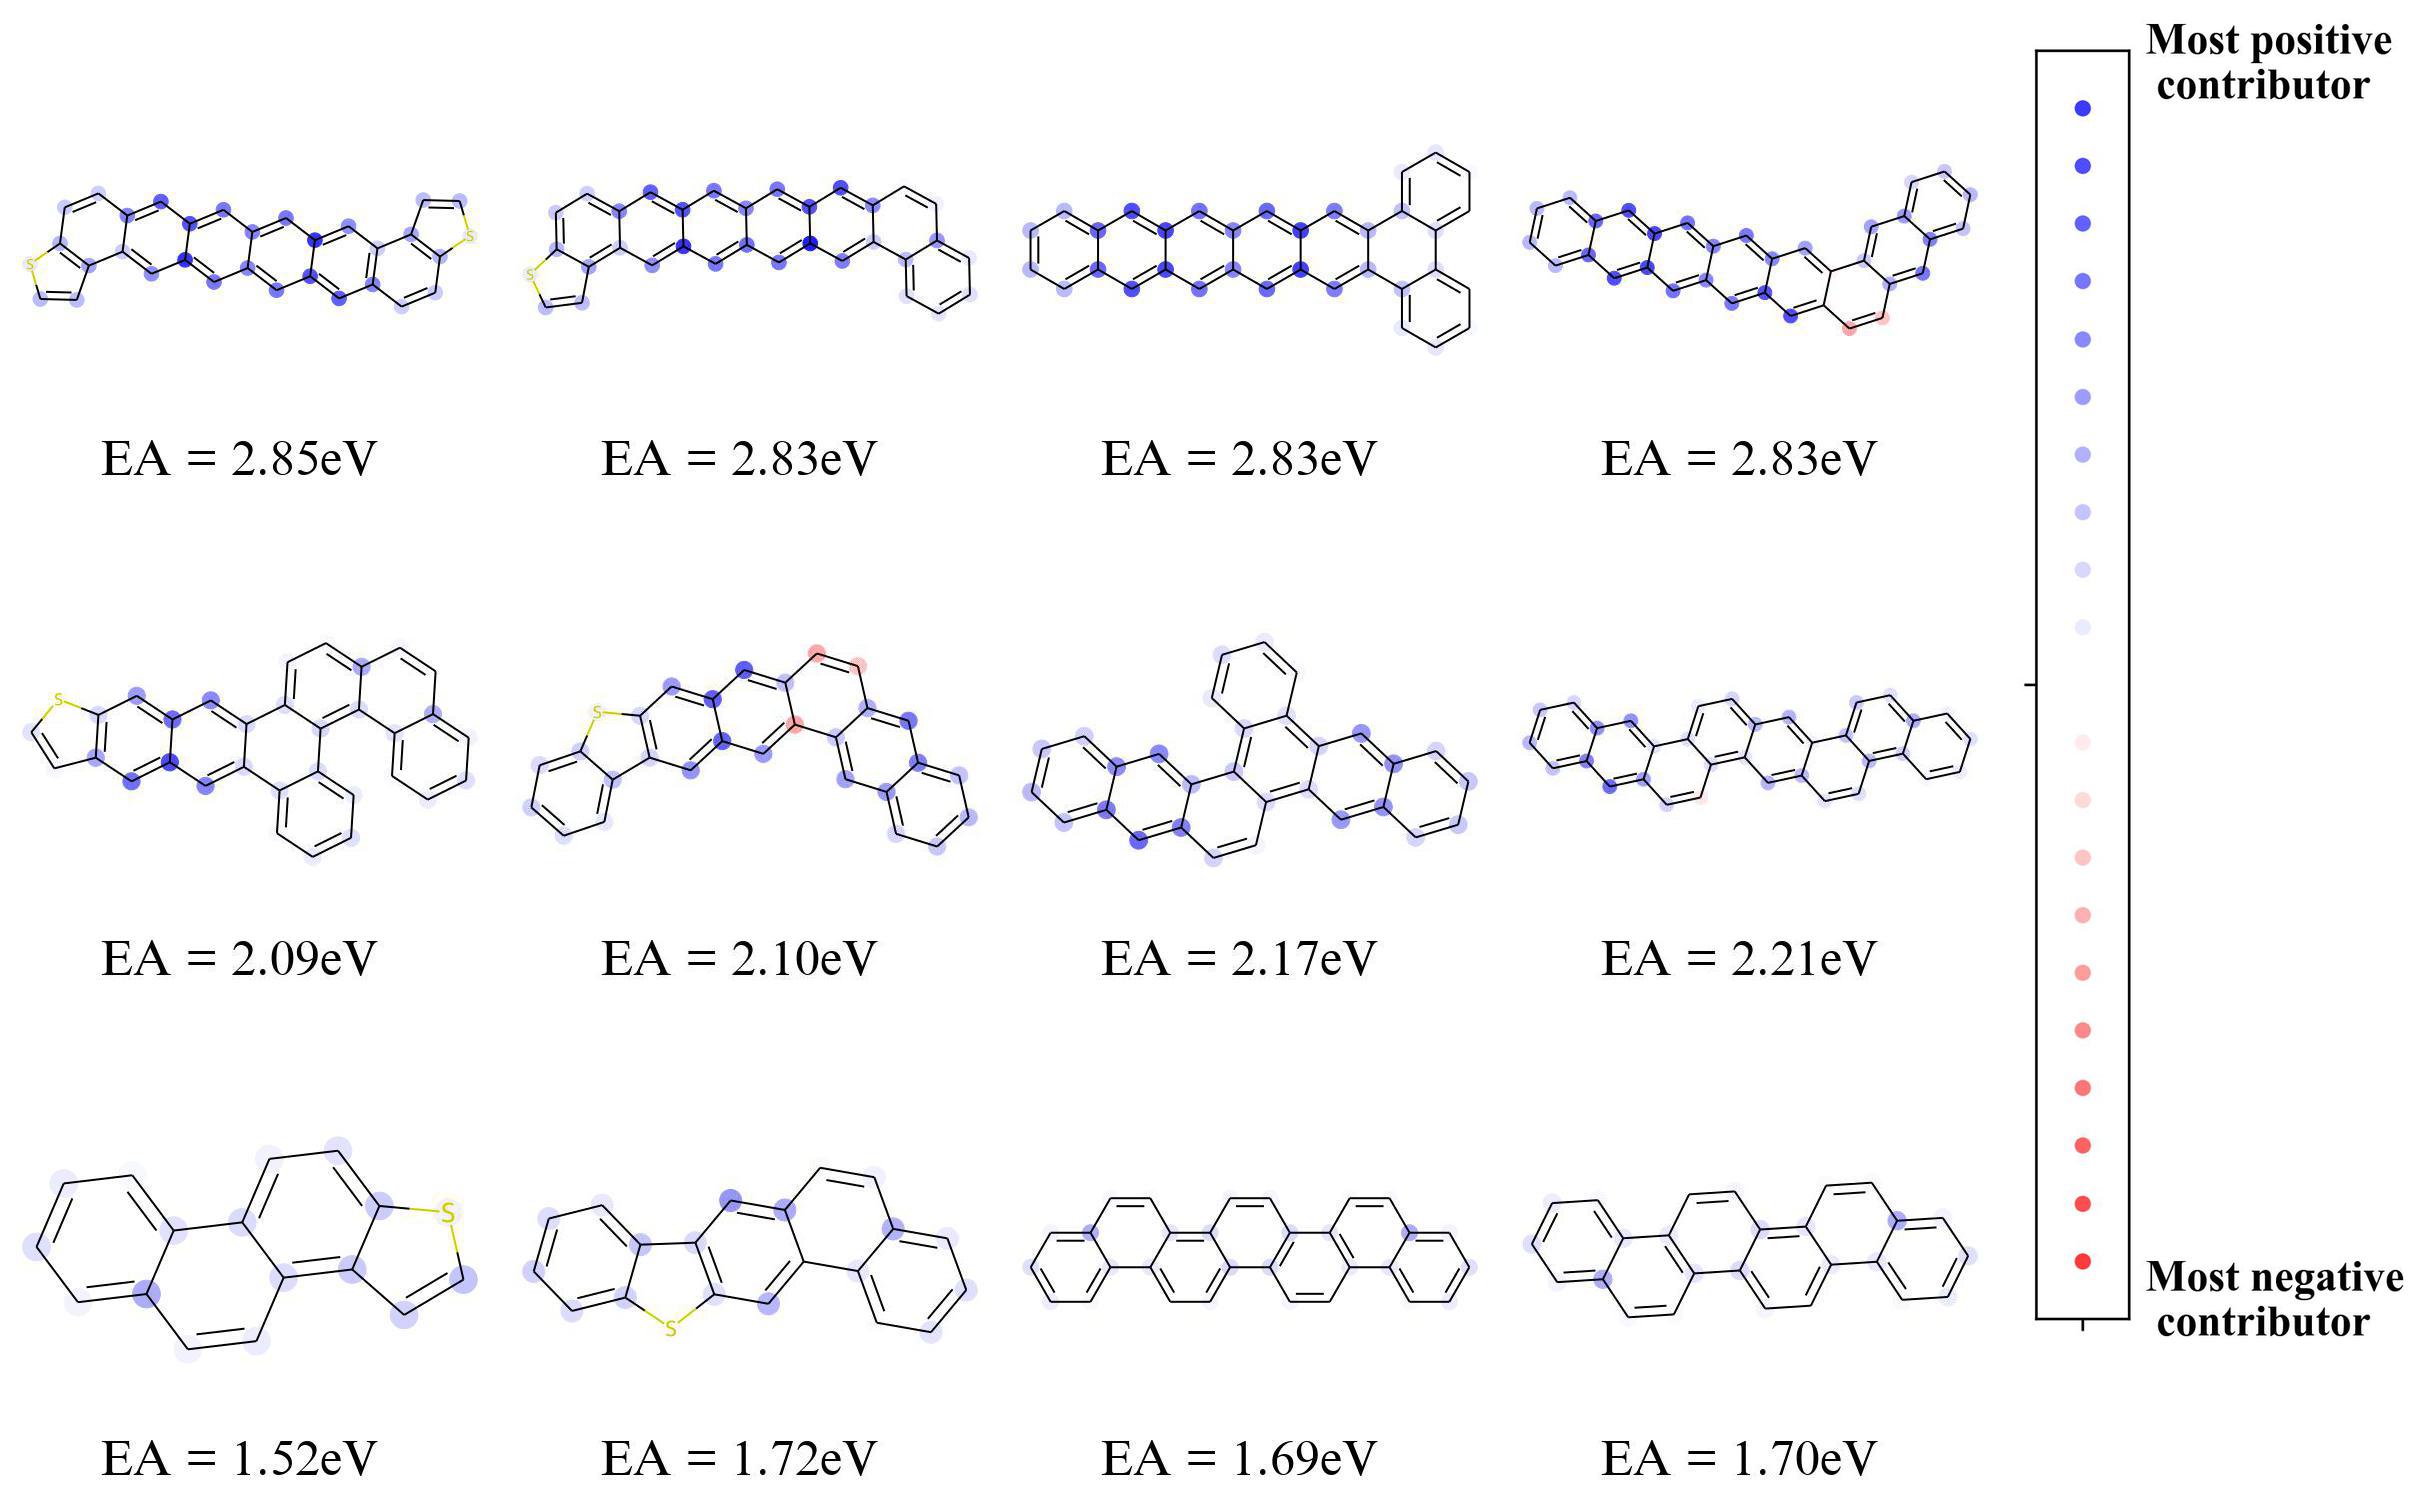 Most positive
contributor
S
S
S
EA = 2.85eV
EA = 2.83eV
EA = 2.83eV
EA = 2.83eV
S
S
EA = 2.09eV
EA = 2.10eV
EA = 2.17eV
EA = 2.21eV
S
S
Most negative
contributor
EA = 1.52eV
EA = 1.72eV
EA = 1.69eV
EA = 1.70eV